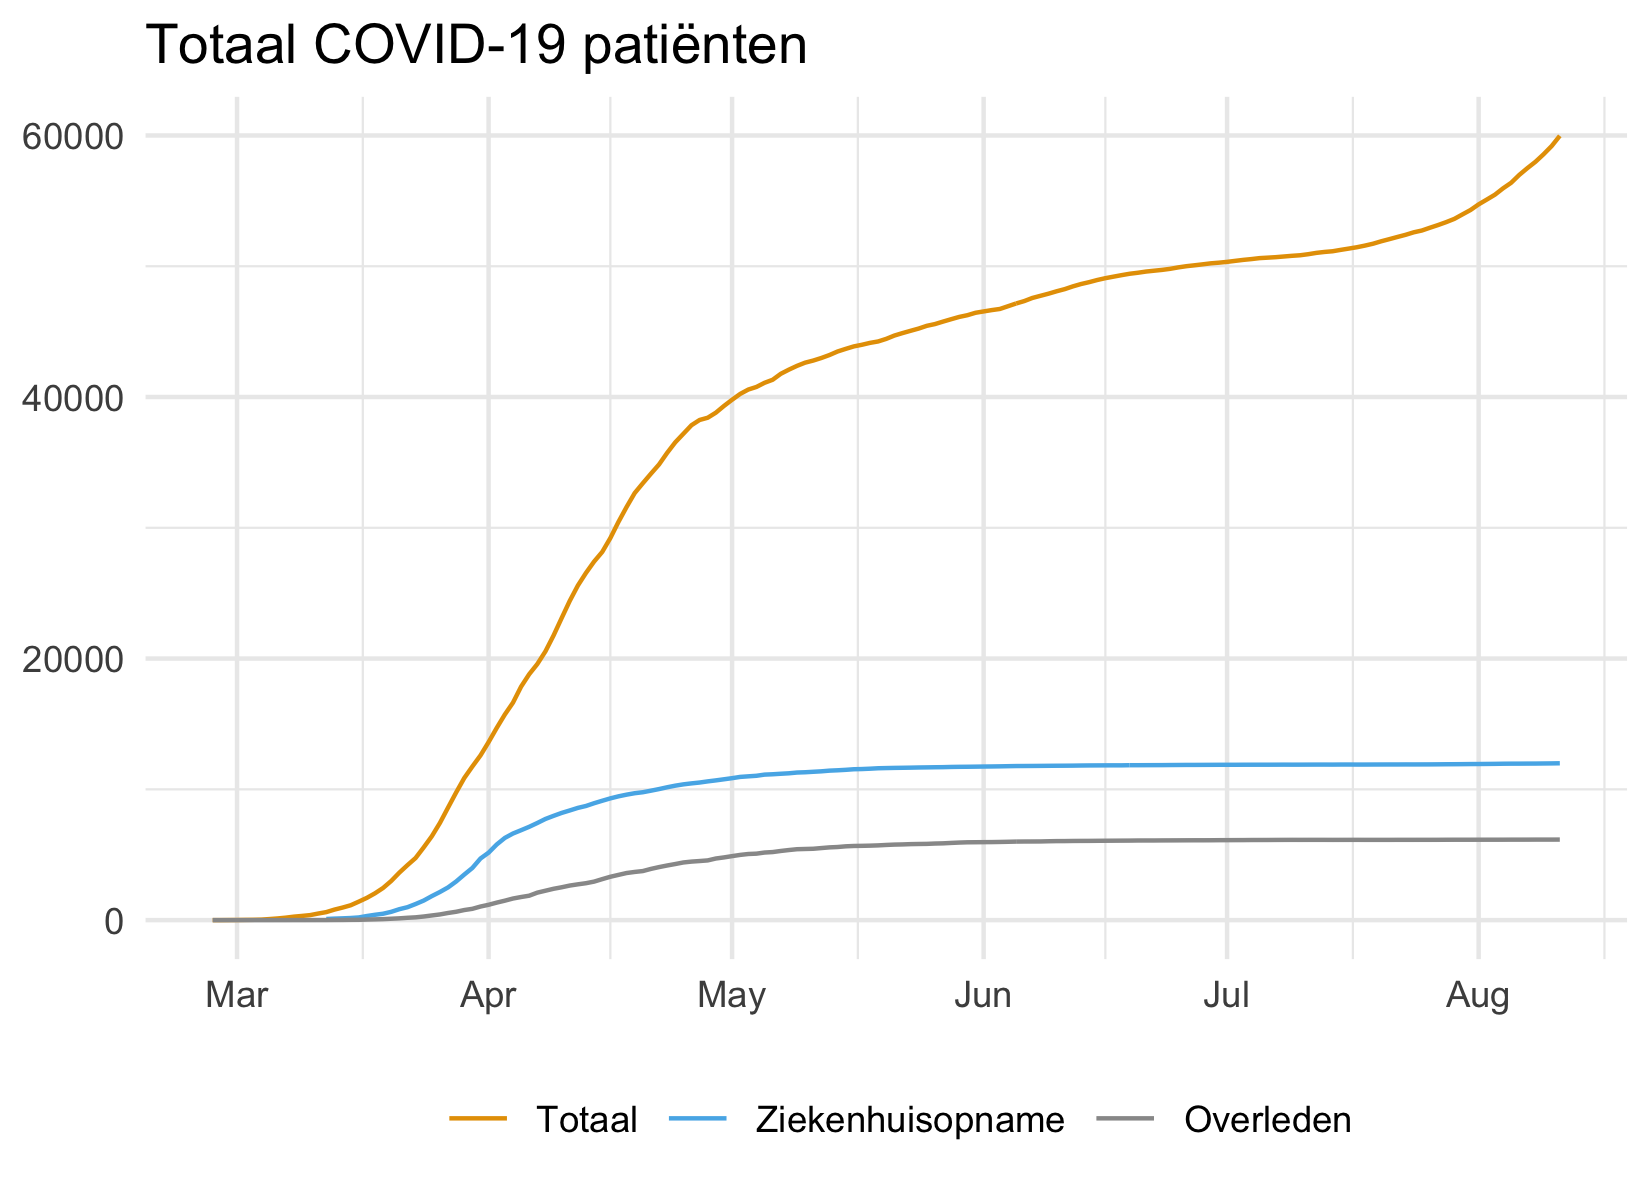 Totaal COVID-19 patiënten
60000
40000
20000
0
Mar Apr May Jun Jul Aug
Totaal Ziekenhuisopname Overleden